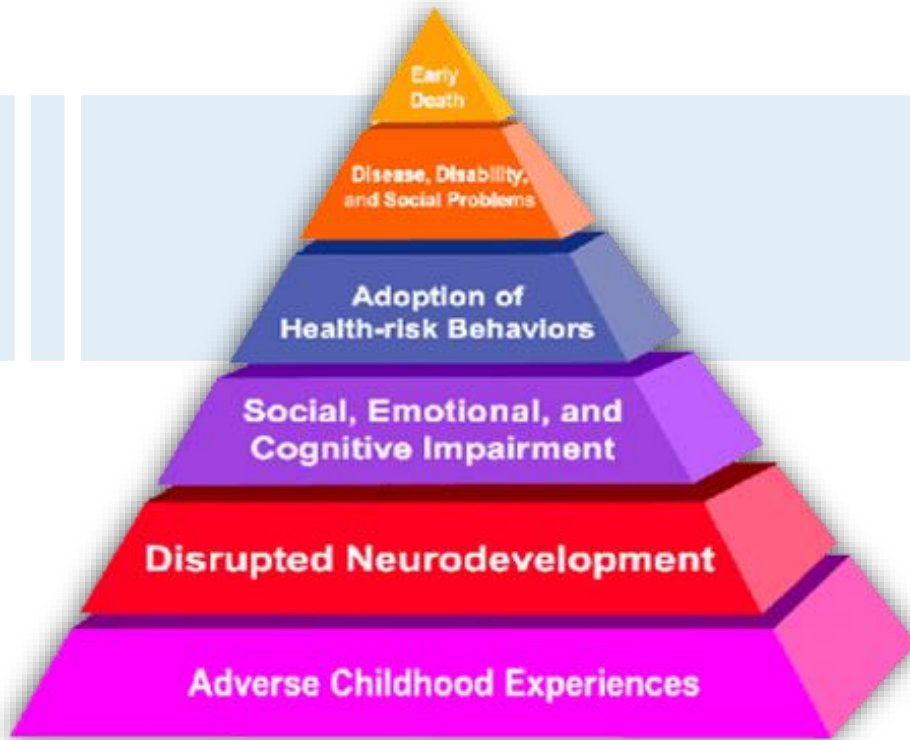 Early
Death
Disease, Disability,
and Social Problems
Adoption of
Health-risk Behaviors
Social, Emotional, and
Cognitive Impairment
Disrupted Neurodevelopment
Adverse Childhood Experiences